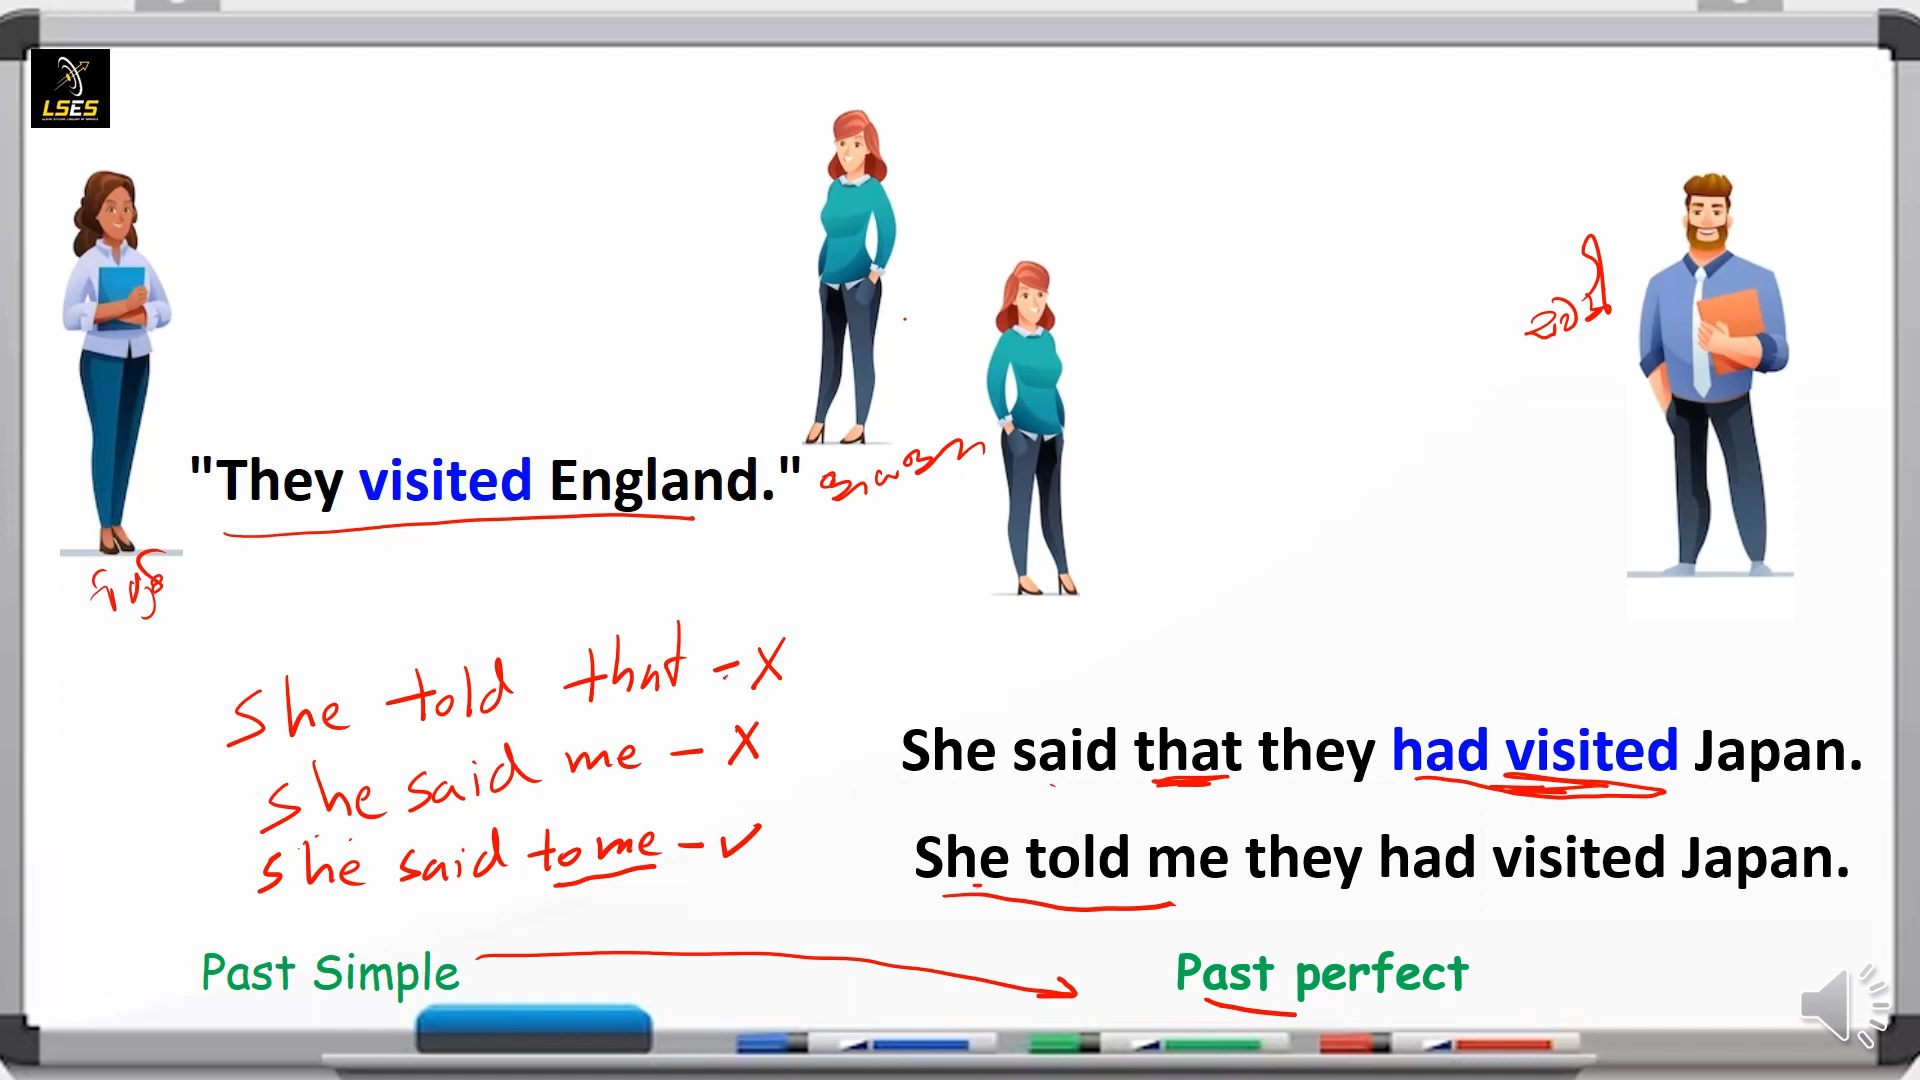 LSES
"They visited England."
She told that - X
She said me - X
She said to me - ✓
She said that they had visited Japan.
She told me they had visited Japan.
Past Simple
Past perfect